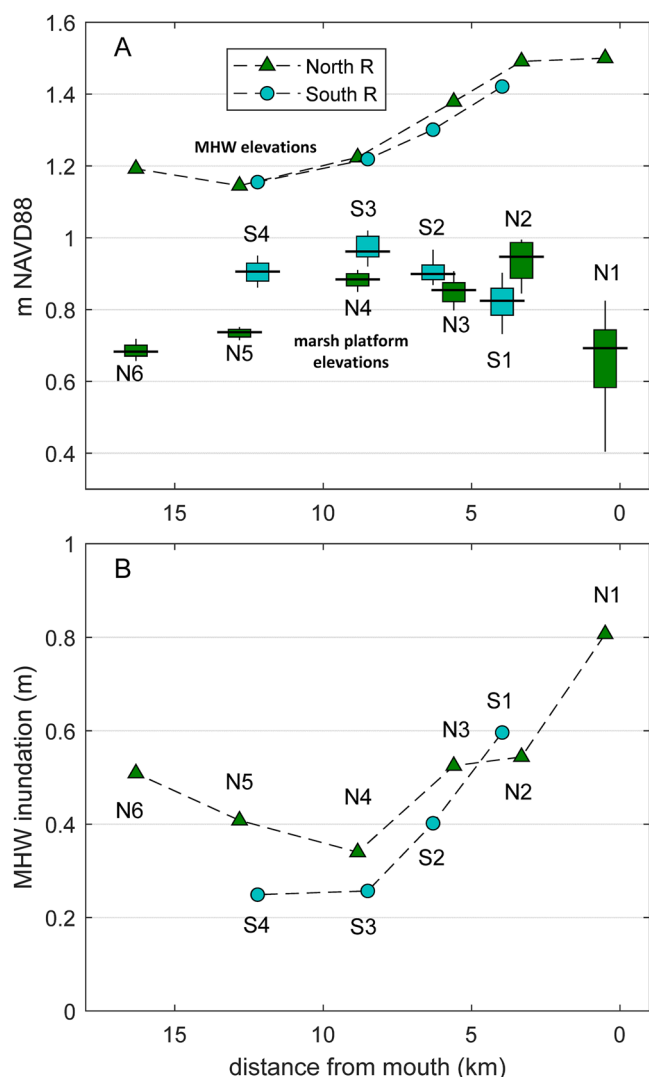 A
1.6
1.4
1.2
1
0.8
0.6
0.4
m NAVD88
North R
South R
MHW elevations
S4
S3
S2
N2
N1
N6
N5
N4
N3
S1
marsh platform
elevations
15
10
5
0
B
1
0.8
0.6
0.4
0.2
0
MHW inundation (m)
N1
S1
N3
N2
N5
N4
N6
S2
S4
S3
15
10
5
0
distance from mouth (km)